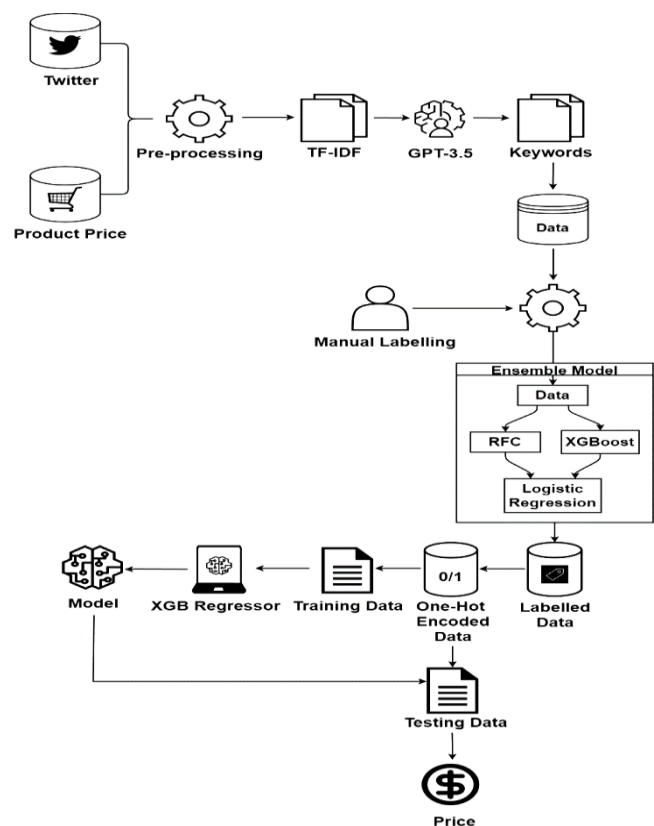 Twitter
Product Price
Pre-processing
TF-IDF
GPT-3.5
Keywords
Data
Manual Labelling
Ensemble Model
Data
RFC
XGBoost
Logistic
Regression
Model
XGB Regressor
Training Data
0/1
One-Hot
Encoded
Data
Labelled
Data
Testing Data
Price